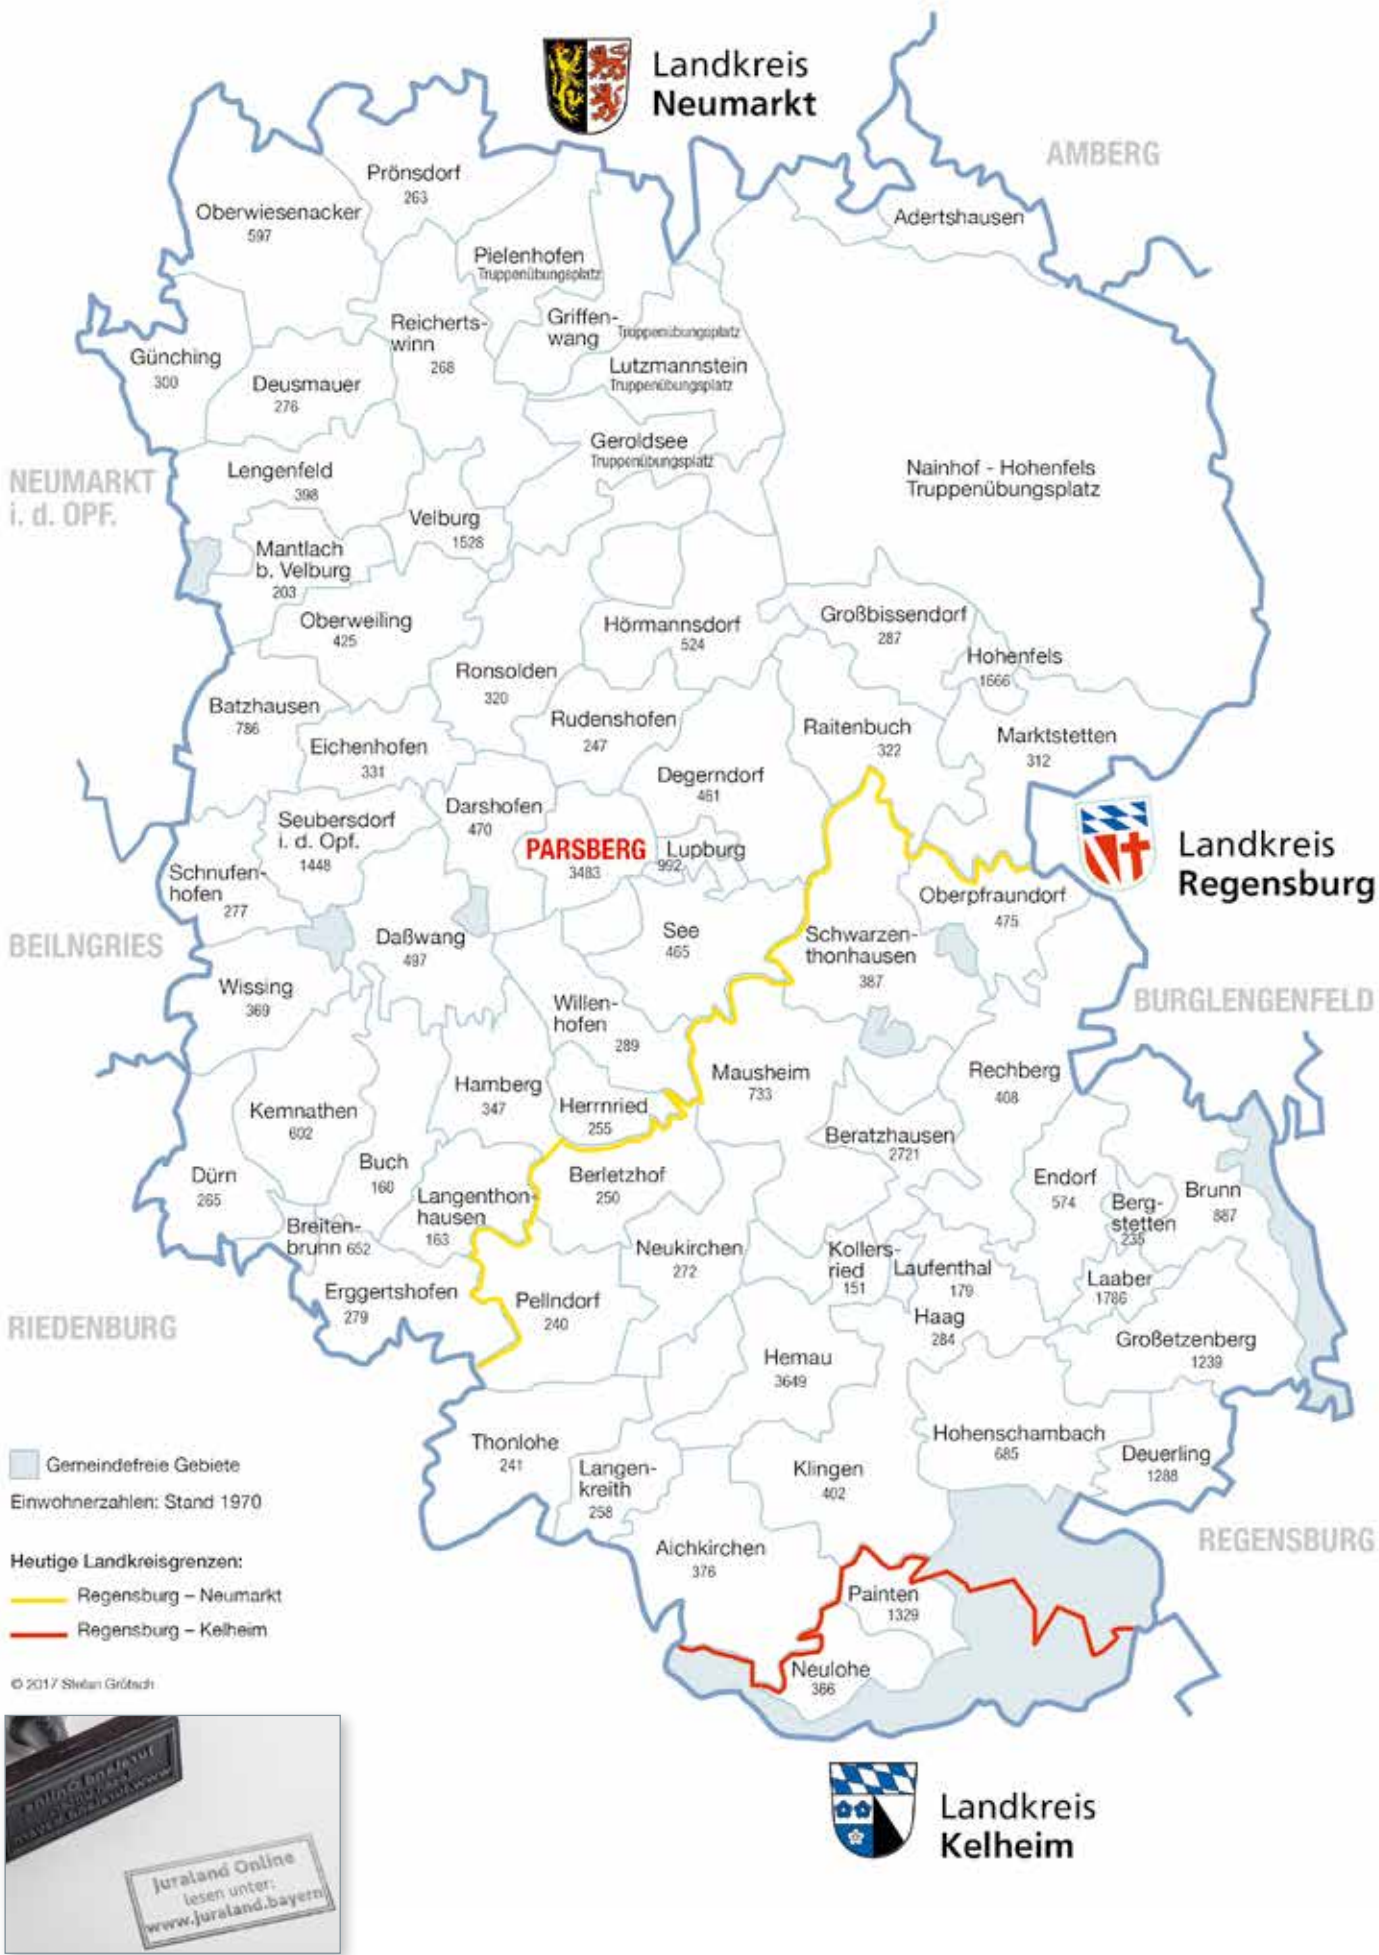 Landkreis
Neumarkt
AMBERG
Prönsdorf
263
Oberwiesenacker
597
Adertshausen
Pielenhofen
Truppenübungsplatz
Reicherts-
winn
268
Griffen-
wang
Truppenübungsplatz
Günching
300
Deusmauer
276
Lutzmannstein
Truppenübungsplatz
Geroldsee
Truppenübungsplatz
NEUMARKT
i. d. OPF.
Lengenfeld
398
Nainhof - Hohenfels
Truppenübungsplatz
Velburg
1528
Mantlach
b. Velburg
203
Oberweiling
425
Hörmannsdorf
524
Großbissendorf
287
Hohenfels
1666
Ronsolden
320
Batzhausen
786
Rudenshofen
247
Raitenbuch
322
Marktstetten
312
Eichenhofen
331
Degerndorf
461
Darshofen
470
Seubersdorf
i. d. Opf.
1448
PARSBERG
3483
Lupburg
992
Landkreis
Regensburg
Schnufen-
hofen
277
Oberpfraundorf
475
BEILNGRIES
Daßwang
497
See
465
Schwarzen-
thonhausen
387
Wissing
369
Willen-
hofen
289
BURGLENGENFELD
Hamberg
347
Mausheim
733
Rechberg
408
Kemnathen
602
Herrnried
255
Beratzhausen
2721
Dürn
265
Buch
160
Berletzhof
250
Endorf
574
Brunn
887
Langenthon-
hausen
163
Berg-
stetten
235
Breiten-
brunn 652
Neukirchen
272
Kollers-
ried
151
Laufenthal
179
Laaber
1786
Erggertshofen
279
Pellndorf
240
Haag
284
RIEDENBURG
Großetzenberg
1239
Hemau
3649
Hohenschambach
685
Thonlohe
241
Deuerling
1288
Langen-
kreith
258
Klingen
402
Gemeindefreie Gebiete
Einwohnerzahlen: Stand 1970
REGENSBURG
Aichkirchen
376
Heutige Landkreisgrenzen:
Regensburg – Neumarkt
Regensburg – Kelheim
Painten
1329
Neulohe
366
© 2017 Stefan Grötsch
Landkreis
Kelheim
Juraland Online
lesen unter:
www.juraland.bayern